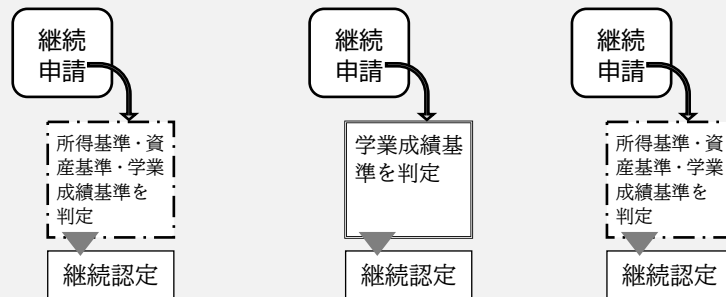 継続
申請
所得基準・資
産基準・学業
成績基準を
判定
継続認定
継続
申請
学業成績基
準を判定
継続認定
継続
申請
所得基準・資
産基準・学業
成績基準を
判定
継続認定